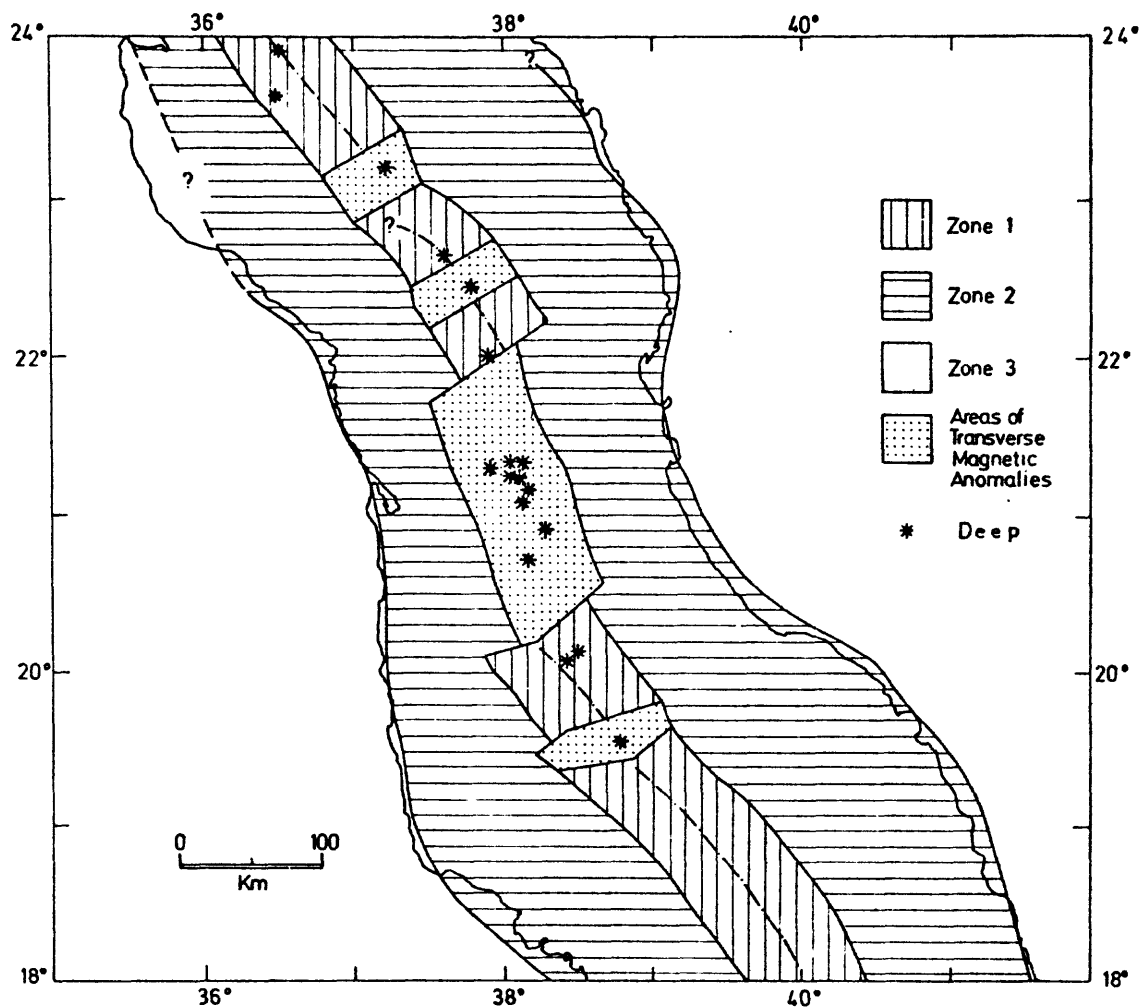 36° 38° 40°
24° 24°
?
?
Zone 1
?
Zone 2
22° 22°
Zone 3
Areas of
Transverse
Magnetic
Anomalies
Deep
20° 20°
0 100
Km
18° 18°
36° 38° 40°